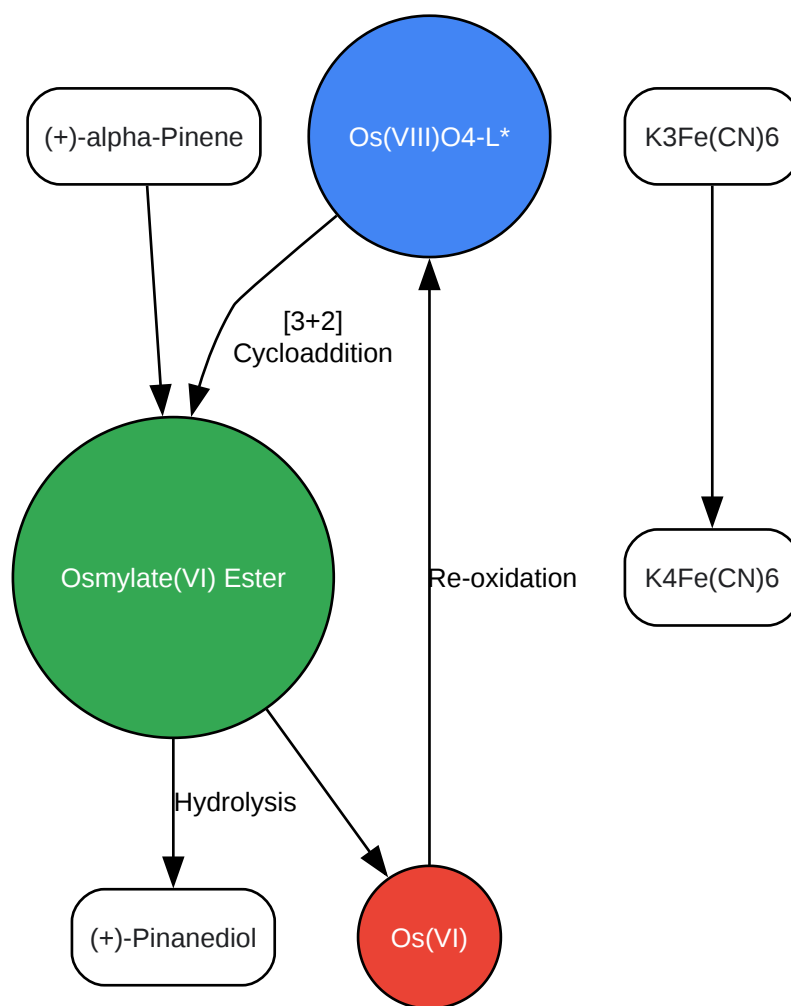 (+)-alpha-Pinene
Os(VIII)O4-L*
K3Fe(CN)6
[3+2]
Cycloaddition
Osmylate(VI) Ester
Re-oxidation
K4Fe(CN)6
Hydrolysis
(+)-Pinanediol
Os(VI)